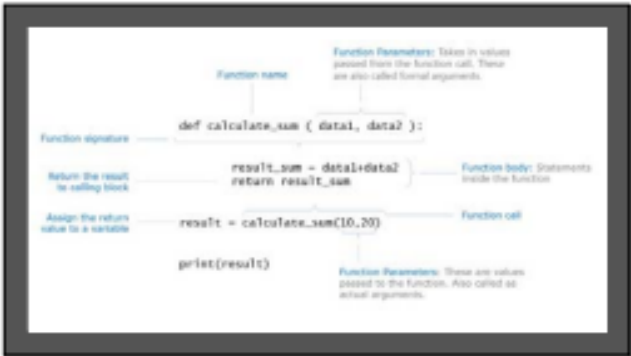 Function Parameters: Takes in values
passed from the function call. These
are also called formal arguments.
Function name
def calculate_sum ( data1, data2 ):
Function signature
result_sum = data1+data2
return result_sum
Function body: Statements
inside the function
Return the result
to calling block
Assign the return
value to a variable
result = calculate_sum(10,20)
Function call
print(result)
Function Parameters: These are values
passed to the function. Also called as
actual arguments.